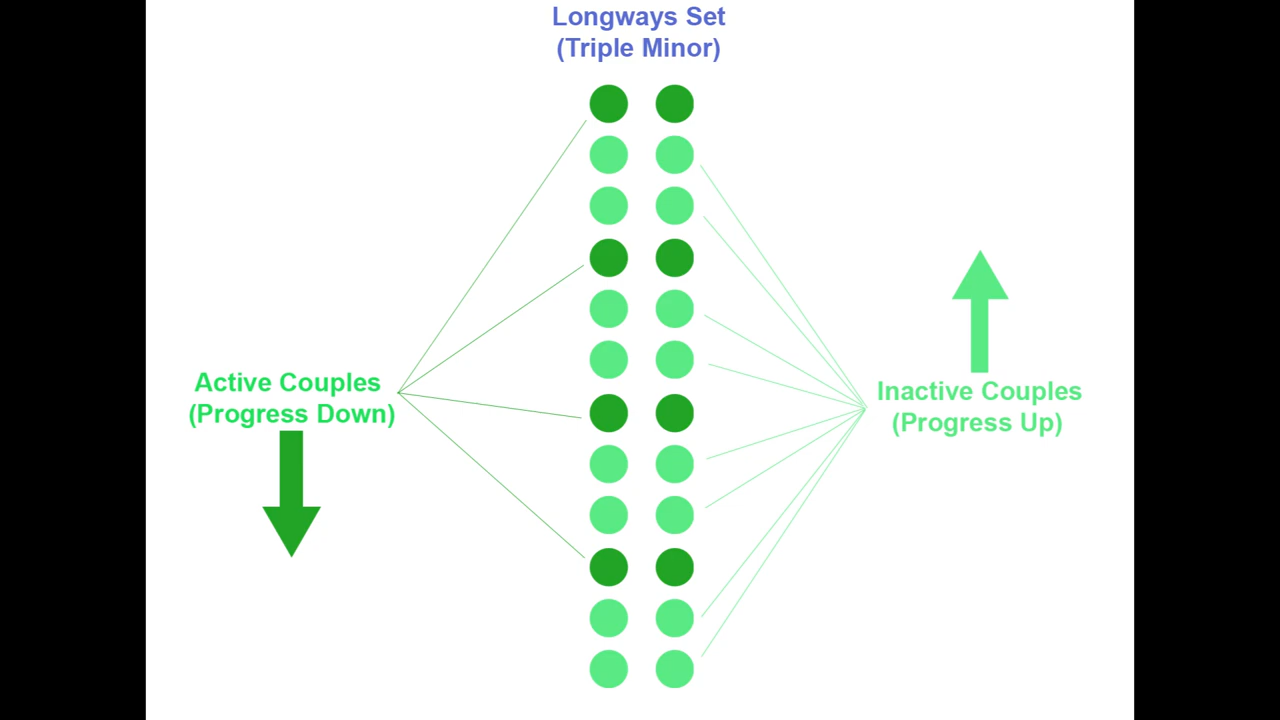 Longways Set
(Triple Minor)
Active Couples
(Progress Down)
Inactive Couples
(Progress Up)